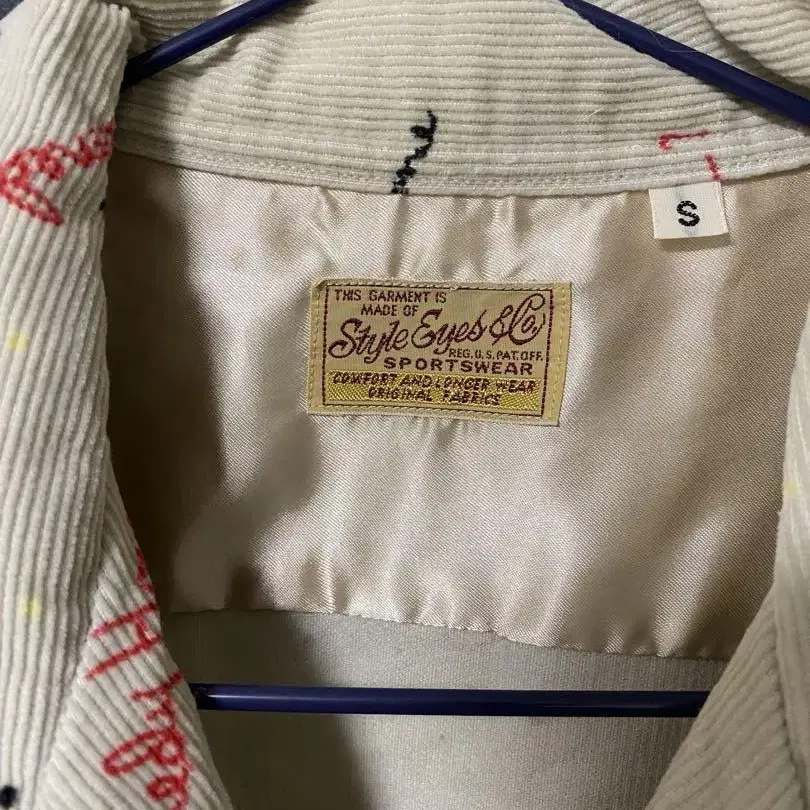 S
THIS GARMENT IS
MADE OF
Style Eyes & Co.
REG. U.S. PAT. OFF.
SPORTSWEAR
COMFORT AND LONGER WEAR
ORIGINAL FABRICS